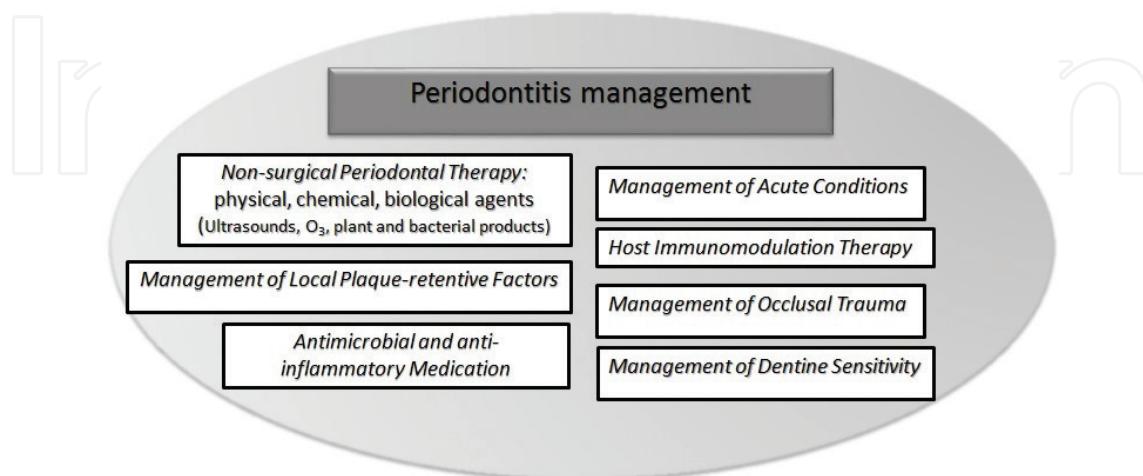 Periodontitis management
Non-surgical Periodontal Therapy:
physical, chemical, biological agents
(Ultrasounds, O₃, plant and bacterial products)
Management of Local Plaque-retentive Factors
Antimicrobial and anti-
inflammatory Medication
Management of Acute Conditions
Host Immunomodulation Therapy
Management of Occlusal Trauma
Management of Dentine Sensitivity